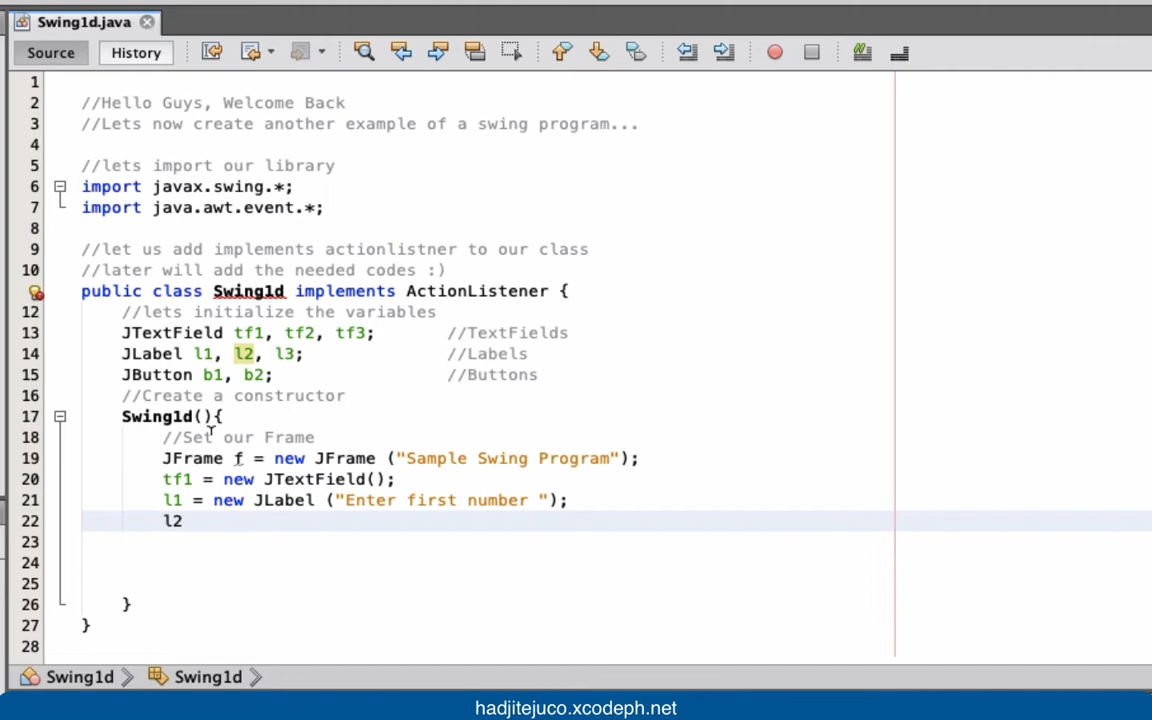 Swing1d.java
Source History
1
2 //Hello Guys, Welcome Back
3 //Lets now create another example of a swing program...
4
5 //lets import our library
6 import javax.swing.*;
7 import java.awt.event.*;
8
9 //let us add implements actionlistner to our class
10 //later will add the needed codes :)
public class Swing1d implements ActionListener {
12 //lets initialize the variables
13 JTextField tf1, tf2, tf3; //TextFields
14 JLabel l1, l2, l3; //Labels
15 JButton b1, b2; //Buttons
16 //Create a constructor
17 Swing1d(){
18 //Set our Frame
19 JFrame f = new JFrame ("Sample Swing Program");
20 tf1 = new JTextField();
21 l1 = new JLabel ("Enter first number ");
22 l2
23
24
25
26 }
27 }
28
Swing1d Swing1d
hadjitejuco.xcodeph.net